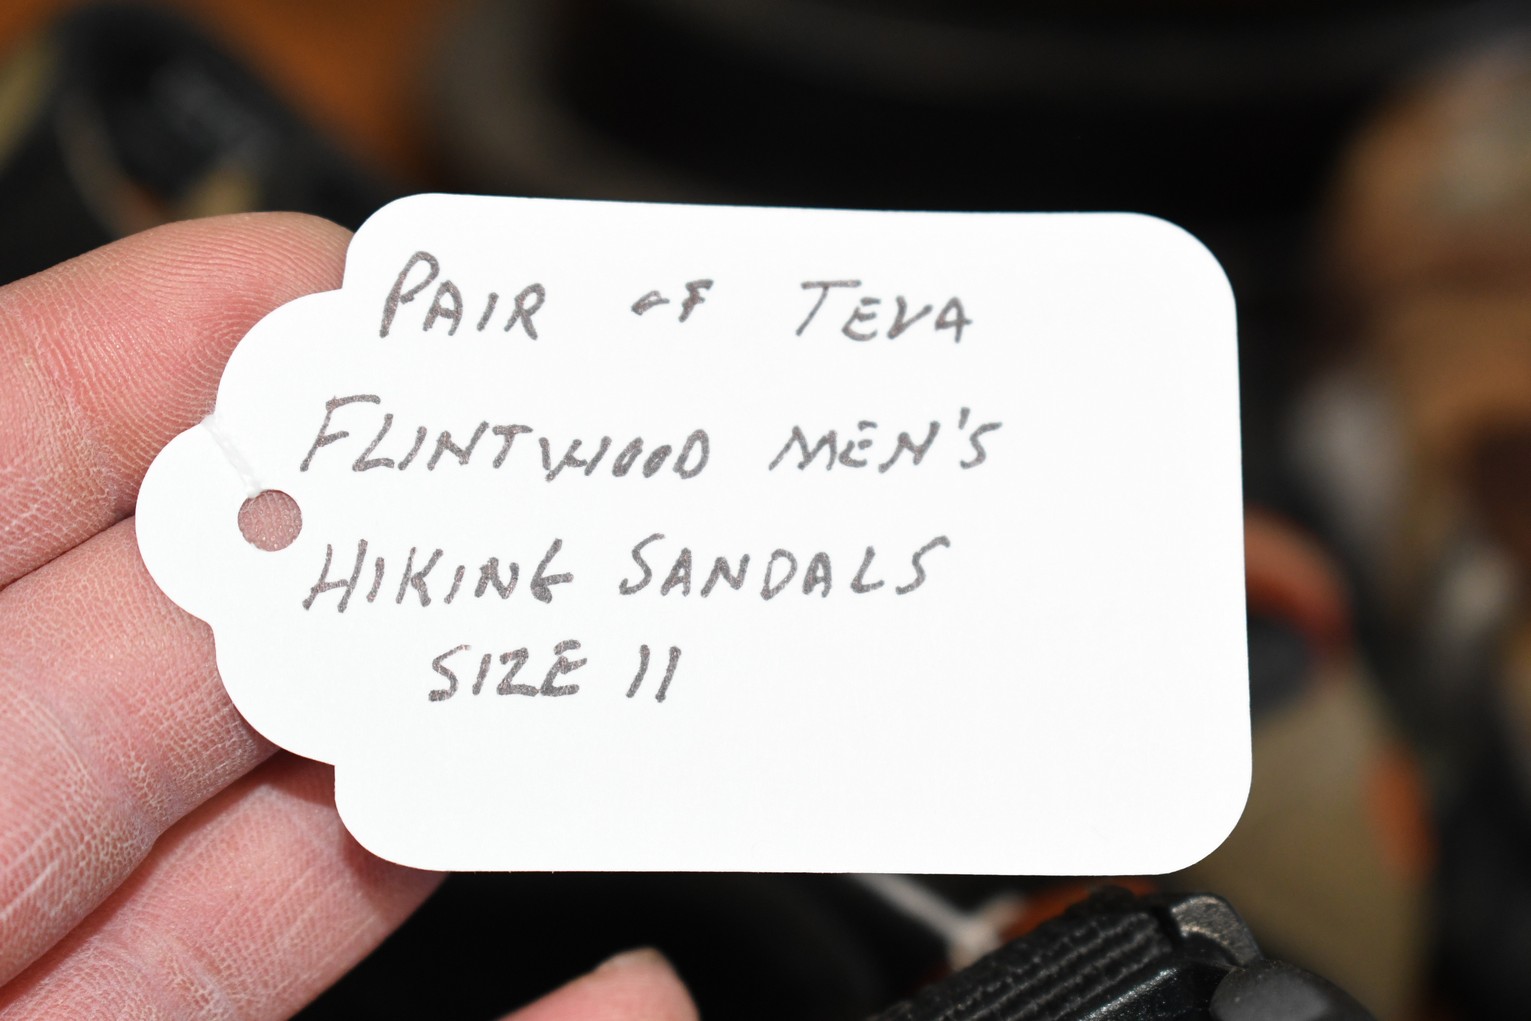 PAIR OF TEVA
FLINTWOOD MEN'S
HIKING SANDALS
SIZE 11